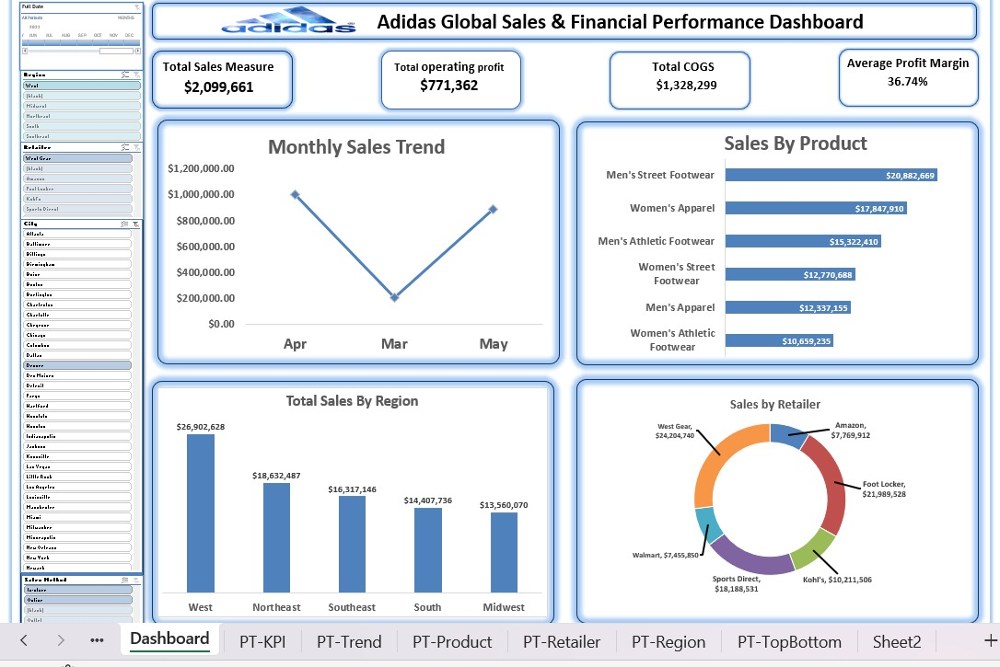 Full Date
All Periods
MONTHS
2021
JUN JUL AUG SEP OCT NOV DEC
adidas
Adidas Global Sales & Financial Performance Dashboard
Total Sales Measure
$2,099,661
Total operating profit
$771,362
Total COGS
$1,328,299
Average Profit Margin
36.74%
Region
West
(blank)
Midwest
Northeast
South
Southeast
Retailer
West Gear
(blank)
Amazon
Foot Locker
Kohl's
Sports Direct
City
Atlanta
Baltimore
Billings
Birmingham
Boise
Boston
Burlington
Charleston
Charlotte
Cheyenne
Chicago
Columbus
Dallas
Denver
Des Moines
Detroit
Fargo
Hartford
Honolulu
Houston
Indianapolis
Jackson
Knoxville
Las Vegas
Little Rock
Los Angeles
Louisville
Manchester
Miami
Milwaukee
Minneapolis
New Orleans
New York
Newark
Sales Method
In-store
Online
(blank)
Outlet
Monthly Sales Trend
$1,200,000.00
$1,000,000.00
$800,000.00
$600,000.00
$400,000.00
$200,000.00
$0.00
Apr Mar May
Sales By Product
Men's Street Footwear $20,882,669
Women's Apparel $17,847,910
Men's Athletic Footwear $15,322,410
Women's Street
Footwear
$12,770,688
Men's Apparel $12,337,155
Women's Athletic
Footwear
$10,659,235
Total Sales By Region
$26,902,628
$18,632,487
$16,317,146
$14,407,736
$13,560,070
West Northeast Southeast South Midwest
Sales by Retailer
West Gear,
$24,204,740
Amazon,
$7,769,912
Foot Locker,
$21,989,528
Walmart, $7,455,850
Sports Direct,
$18,188,531
Kohl's, $10,211,506
Dashboard PT-KPI PT-Trend PT-Product PT-Retailer PT-Region PT-TopBottom Sheet2